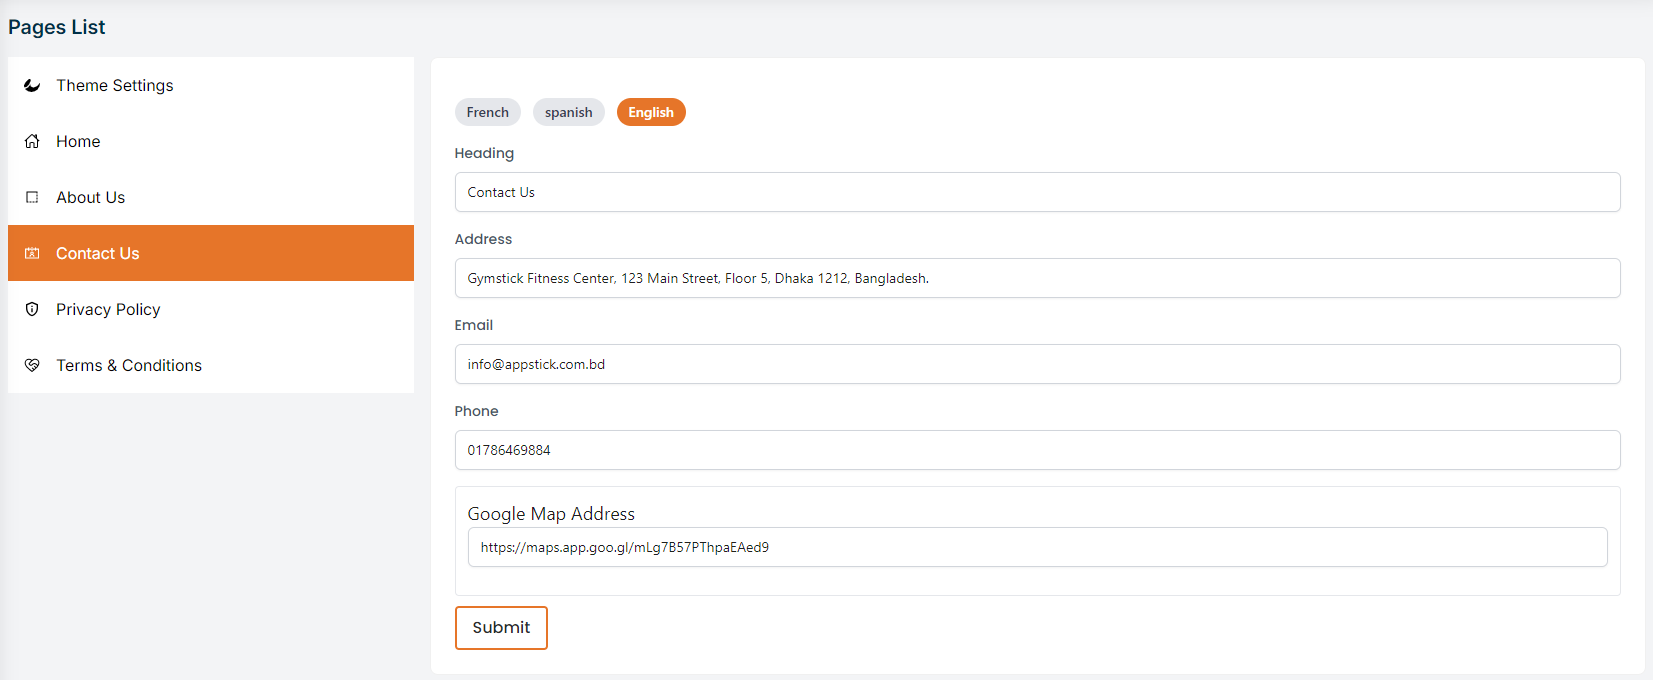 Pages List
Theme Settings
Home
About Us
Contact Us
Privacy Policy
Terms & Conditions
French spanish English
Heading
Contact Us
Address
Gymstick Fitness Center, 123 Main Street, Floor 5, Dhaka 1212, Bangladesh.
Email
info@appstick.com.bd
Phone
01786469884
Google Map Address
https://maps.app.goo.gl/mLg7B57PThpaEAed9
Submit